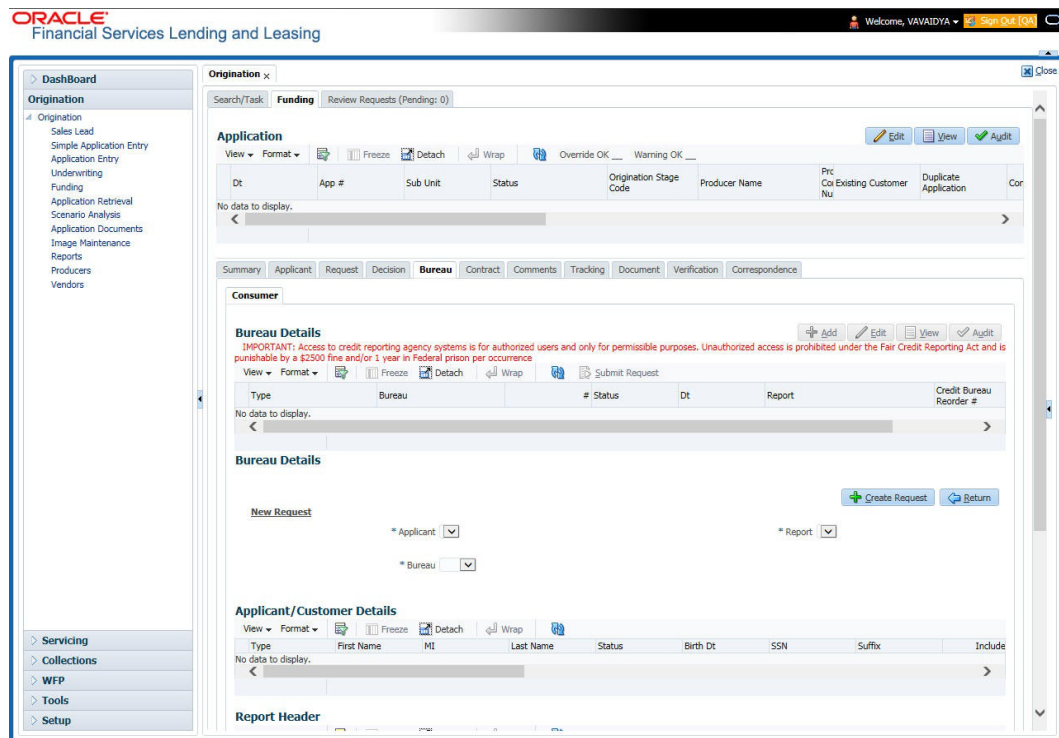 ORACLE
Financial Services Lending and Leasing
Welcome, VAVAIDYA Sign Out [QA]
Close
DashBoard
Origination
Origination
Sales Lead
Simple Application Entry
Application Entry
Underwriting
Funding
Application Retrieval
Scenario Analysis
Application Documents
Image Maintenance
Reports
Producers
Vendors
Servicing
Collections
WFP
Tools
Setup
Origination x
Search/Task Funding Review Requests (Pending: 0)
Application
Edit View Audit
View Format Freeze Detach Wrap Override OK __ Warning OK __
Dt App # Sub Unit Status Origination Stage Code Producer Name Existing Customer Duplicate Application
No data to display.
Summary Applicant Request Decision Bureau Contract Comments Tracking Document Verification Correspondence
Consumer
Bureau Details
Add Edit View Audit
IMPORTANT: Access to credit reporting agency systems is for authorized users and only for permissible purposes. Unauthorized access is prohibited under the Fair Credit Reporting Act and is
punishable by a $2500 fine and/or 1 year in Federal prison per occurrence
View Format Freeze Detach Wrap Submit Request
Type Bureau # Status Dt Report Credit Bureau Reorder #
No data to display.
Bureau Details
Create Request Return
New Request
* Applicant * Report
* Bureau
Applicant/Customer Details
View Format Freeze Detach Wrap
Type First Name MI Last Name Status Birth Dt SSN Suffix Include
No data to display.
Report Header